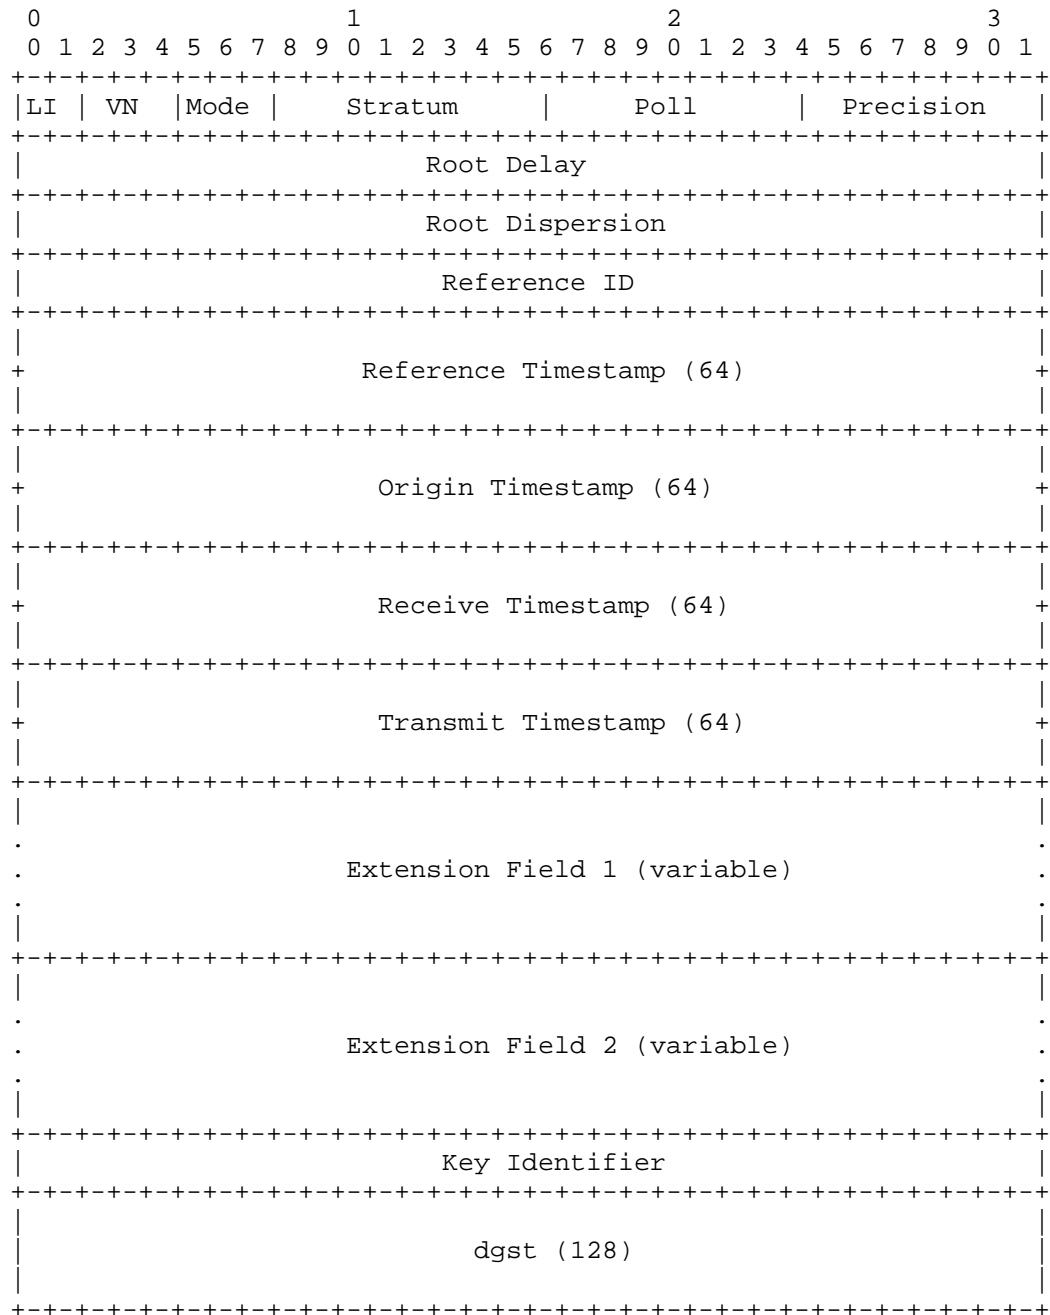 0                   1                   2                   3
0 1 2 3 4 5 6 7 8 9 0 1 2 3 4 5 6 7 8 9 0 1 2 3 4 5 6 7 8 9 0 1
+-+-+-+-+-+-+-+-+-+-+-+-+-+-+-+-+-+-+-+-+-+-+-+-+-+-+-+-+-+-+-+-+
|LI | VN  |Mode |    Stratum     |     Poll      |  Precision   |
+-+-+-+-+-+-+-+-+-+-+-+-+-+-+-+-+-+-+-+-+-+-+-+-+-+-+-+-+-+-+-+-+
|                         Root Delay                            |
+-+-+-+-+-+-+-+-+-+-+-+-+-+-+-+-+-+-+-+-+-+-+-+-+-+-+-+-+-+-+-+-+
|                         Root Dispersion                       |
+-+-+-+-+-+-+-+-+-+-+-+-+-+-+-+-+-+-+-+-+-+-+-+-+-+-+-+-+-+-+-+-+
|                          Reference ID                         |
+-+-+-+-+-+-+-+-+-+-+-+-+-+-+-+-+-+-+-+-+-+-+-+-+-+-+-+-+-+-+-+-+
|                                                               |
+                     Reference Timestamp (64)                  +
|                                                               |
+-+-+-+-+-+-+-+-+-+-+-+-+-+-+-+-+-+-+-+-+-+-+-+-+-+-+-+-+-+-+-+-+
|                                                               |
+                      Origin Timestamp (64)                    +
|                                                               |
+-+-+-+-+-+-+-+-+-+-+-+-+-+-+-+-+-+-+-+-+-+-+-+-+-+-+-+-+-+-+-+-+
|                                                               |
+                      Receive Timestamp (64)                   +
|                                                               |
+-+-+-+-+-+-+-+-+-+-+-+-+-+-+-+-+-+-+-+-+-+-+-+-+-+-+-+-+-+-+-+-+
|                                                               |
+                      Transmit Timestamp (64)                  +
|                                                               |
+-+-+-+-+-+-+-+-+-+-+-+-+-+-+-+-+-+-+-+-+-+-+-+-+-+-+-+-+-+-+-+-+
|                                                               |
.                                                               .
.                    Extension Field 1 (variable)               .
.                                                               .
|                                                               |
+-+-+-+-+-+-+-+-+-+-+-+-+-+-+-+-+-+-+-+-+-+-+-+-+-+-+-+-+-+-+-+-+
|                                                               |
.                                                               .
.                    Extension Field 2 (variable)               .
.                                                               .
|                                                               |
+-+-+-+-+-+-+-+-+-+-+-+-+-+-+-+-+-+-+-+-+-+-+-+-+-+-+-+-+-+-+-+-+
|                          Key Identifier                       |
+-+-+-+-+-+-+-+-+-+-+-+-+-+-+-+-+-+-+-+-+-+-+-+-+-+-+-+-+-+-+-+-+
|                                                               |
|                            dgst (128)                         |
|                                                               |
+-+-+-+-+-+-+-+-+-+-+-+-+-+-+-+-+-+-+-+-+-+-+-+-+-+-+-+-+-+-+-+-+